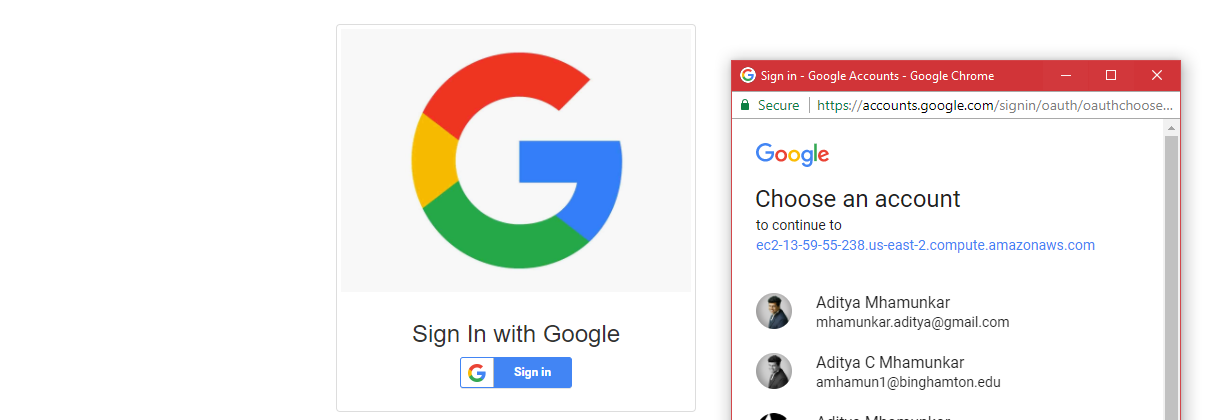 Sign In with Google
Sign in
Sign in - Google Accounts - Google Chrome
Secure
https://accounts.google.com/signin/oauth/oauthchoose...
Google
Choose an account
to continue to
ec2-13-59-55-238.us-east-2.compute.amazonaws.com
Aditya Mhamunkar
mhamunkar.aditya@gmail.com
Aditya C Mhamunkar
amhamun1@binghamton.edu
Aditya Mhamunkar